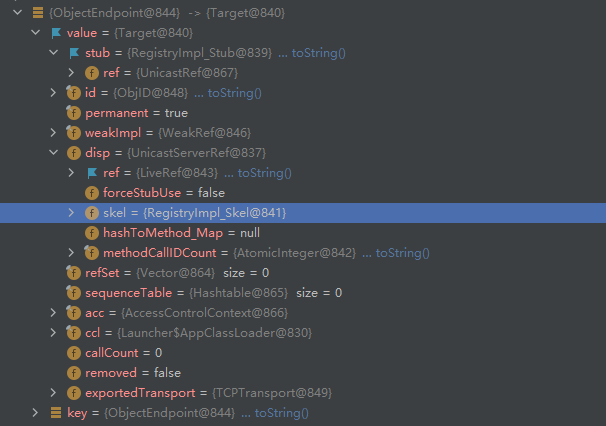 {ObjectEndpoint@844} -> {Target@840}
value = {Target@840}
stub = {RegistryImpl_Stub@839} ... toString()
f ref = {UnicastRef@867}
f id = {ObjID@848} ... toString()
f permanent = true
f weakImpl = {WeakRef@846}
f disp = {UnicastServerRef@837}
ref = {LiveRef@843} ... toString()
f forceStubUse = false
f skel = {RegistryImpl_Skel@841}
f hashToMethod_Map = null
f methodCallIDCount = {AtomicInteger@842} ... toString()
f refSet = {Vector@864} size = 0
f sequenceTable = {Hashtable@865} size = 0
f acc = {AccessControlContext@866}
f ccl = {Launcher$AppClassLoader@830}
f callCount = 0
f removed = false
f exportedTransport = {TCPTransport@849}
key = {ObjectEndpoint@844} ... toString()